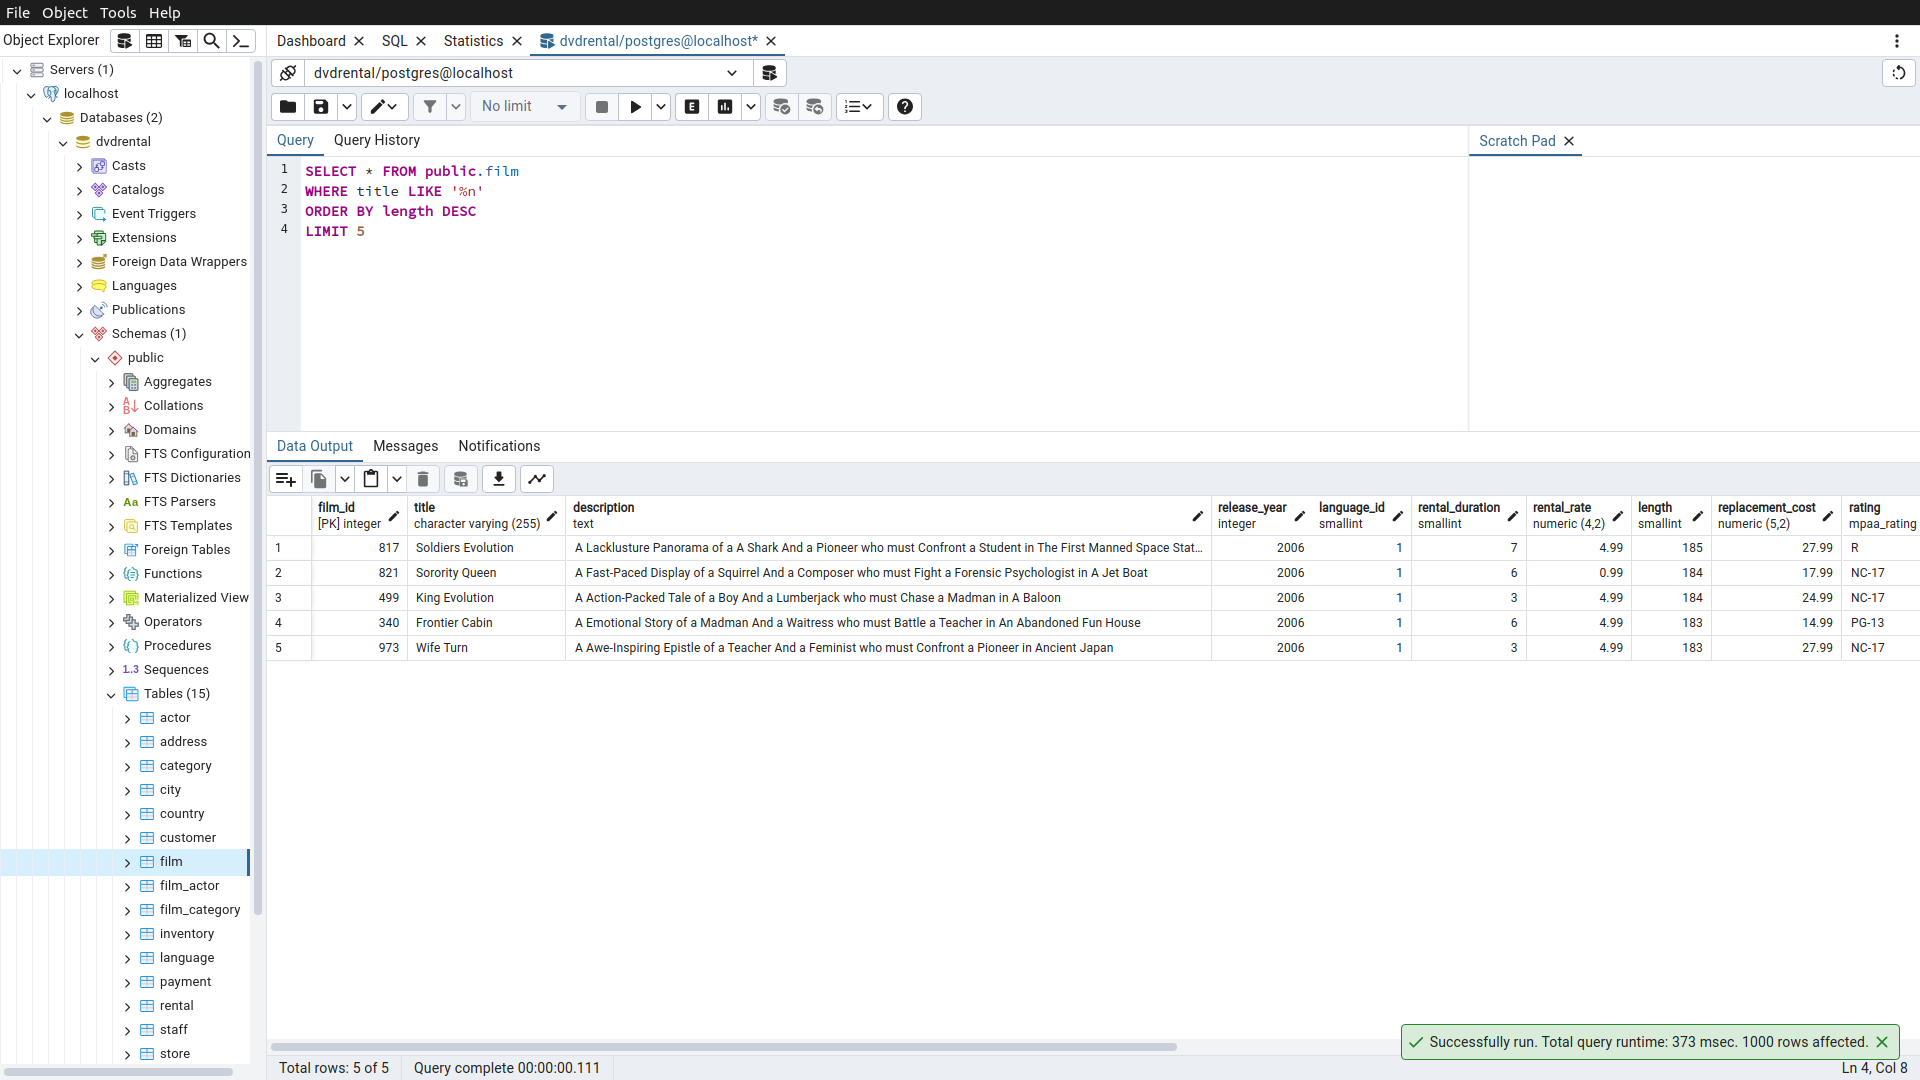 File Object Tools Help
Object Explorer
Dashboard SQL Statistics dvdrental/postgres@localhost*
dvdrental/postgres@localhost
No limit
E
Servers (1)
localhost
Databases (2)
dvdrental
Casts
Catalogs
Event Triggers
Extensions
Foreign Data Wrappers
Languages
Publications
Schemas (1)
public
Aggregates
Collations
Domains
FTS Configuration
FTS Dictionaries
FTS Parsers
FTS Templates
Foreign Tables
Functions
Materialized View
Operators
Procedures
1..3 Sequences
Tables (15)
actor
address
category
city
country
customer
film
film_actor
film_category
inventory
language
payment
rental
staff
store
Query Query History
Scratch Pad
1 SELECT * FROM public.film
2 WHERE title LIKE '%n'
3 ORDER BY length DESC
4 LIMIT 5
Data Output Messages Notifications
film_id title description release_year language_id rental_duration rental_rate length replacement_cost rating
[PK] integer character varying (255) text integer smallint smallint numeric (4,2) smallint numeric (5,2) mpaa_rating
1 817 Soldiers Evolution A Lacklusture Panorama of a A Shark And a Pioneer who must Confront a Student in The First Manned Space Stat... 2006 1 7 4.99 185 27.99 R
2 821 Sorority Queen A Fast-Paced Display of a Squirrel And a Composer who must Fight a Forensic Psychologist in A Jet Boat 2006 1 6 0.99 184 17.99 NC-17
3 499 King Evolution A Action-Packed Tale of a Boy And a Lumberjack who must Chase a Madman in A Baloon 2006 1 3 4.99 184 24.99 NC-17
4 340 Frontier Cabin A Emotional Story of a Madman And a Waitress who must Battle a Teacher in An Abandoned Fun House 2006 1 6 4.99 183 14.99 PG-13
5 973 Wife Turn A Awe-Inspiring Epistle of a Teacher And a Feminist who must Confront a Pioneer in Ancient Japan 2006 1 3 4.99 183 27.99 NC-17
Successfully run. Total query runtime: 373 msec. 1000 rows affected.
Total rows: 5 of 5 Query complete 00:00:00.111 Ln 4, Col 8